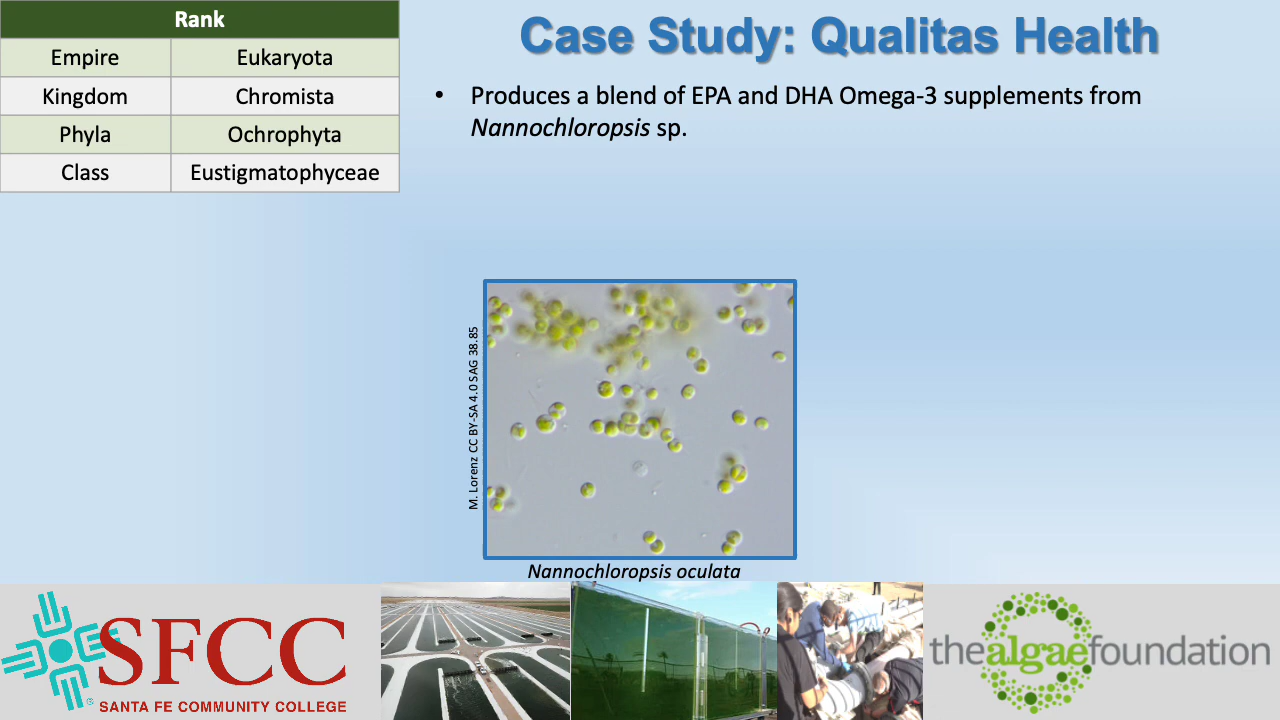 Rank
Empire Eukaryota
Kingdom Chromista
Phyla Ochrophyta
Class Eustigmatophyceae
Case Study: Qualitas Health
• Produces a blend of EPA and DHA Omega-3 supplements from
Nannochloropsis sp.
M. Lorenz CC BY-SA 4.0 SAG 38.85
Nannochloropsis oculata
SFCC
SANTA FE COMMUNITY COLLEGE
thealgaefoundation